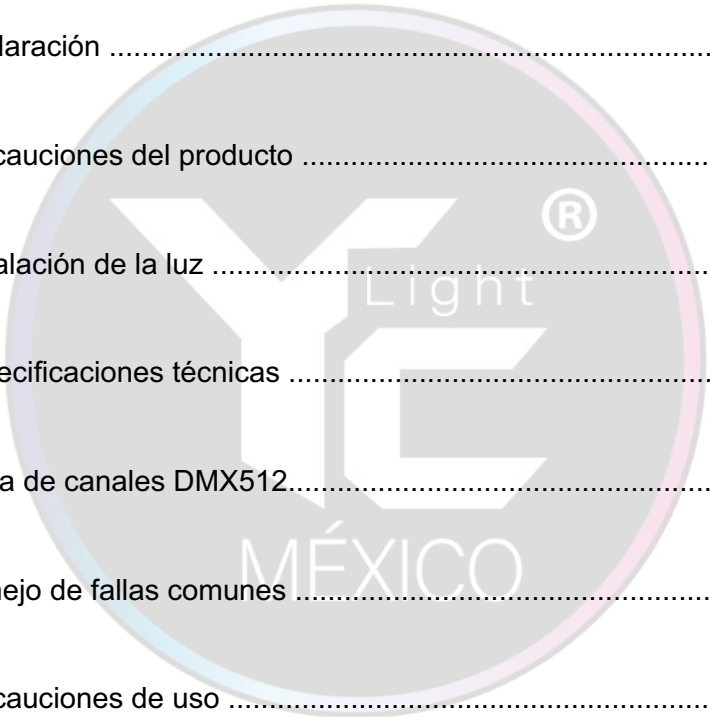 laración ..........................................................................
cauciones del producto ..................................................
® 
alación de la luz .............................................................
Light
YC
ecificaciones técnicas ....................................................
a de canales DMX512....................................................
MÉXICO
nejo de fallas comunes ...................................................
cauciones de uso ...........................................................